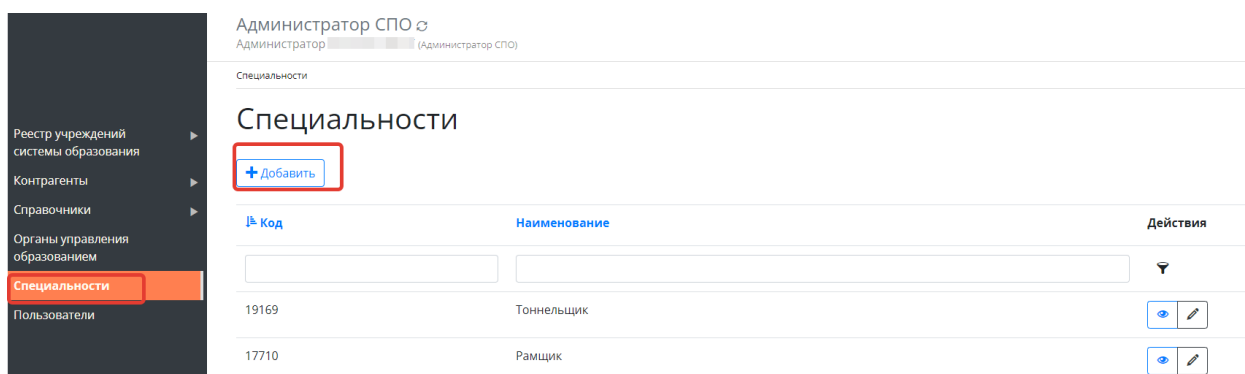 Администратор СПО
Администратор (Администратор СПО)
Специальности
Специальности
Добавить
Реестр учреждений
системы образования
Контрагенты
Справочники
Органы управления
образованием
Специальности
Пользователи
Код Наименование Действия
19169 Тоннельщик
17710 Рамщик